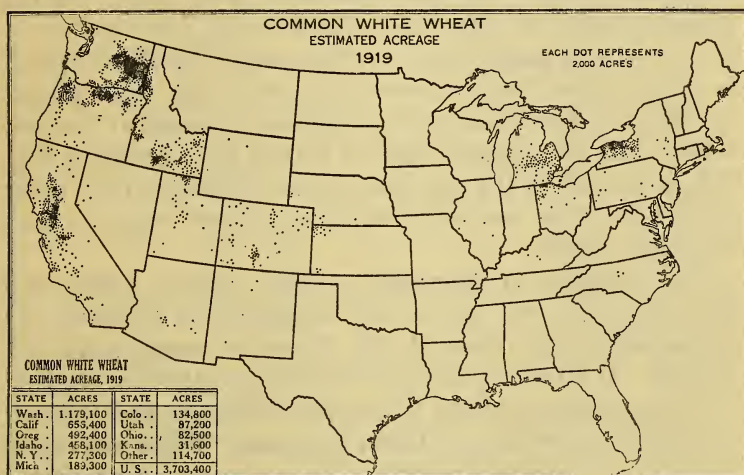 COMMON WHITE WHEAT
ESTIMATED ACREAGE
1919
EACH DOT REPRESENTS
2,000 ACRES
COMMON WHITE WHEAT
ESTIMATED ACREAGE, 1919
STATE ACRES STATE ACRES
Wash. 1,179,100 Colo.. 134,800
Calif. 656,400 Utah. 87,200
Oreg. 492,400 Ohio.. 82,500
Idaho. 458,100 Kans.. 31,600
N. Y.. 277,300 Other. 114,700
Mich. 189,300 U. S.. 3,703,400